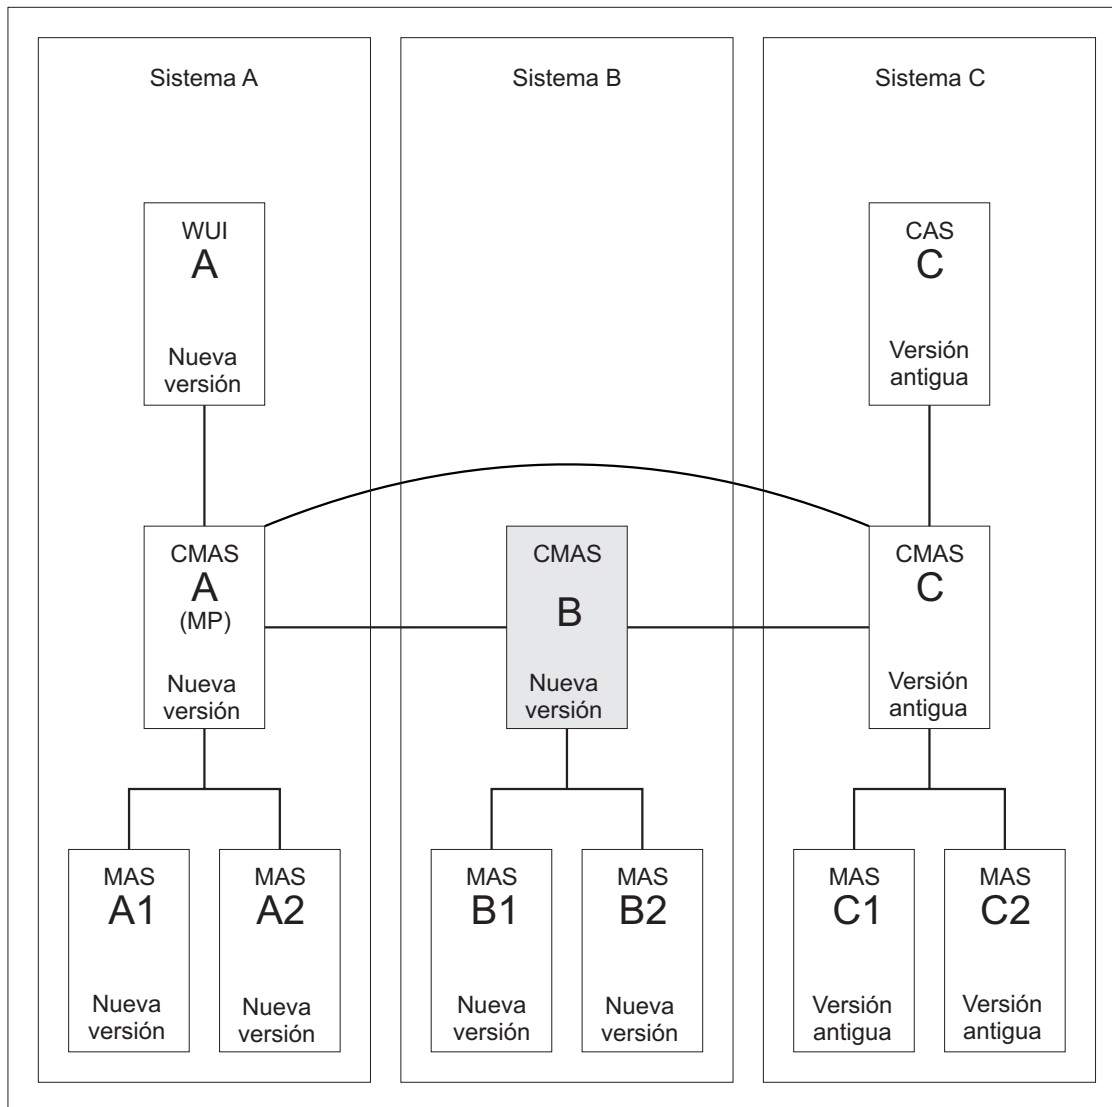 Sistema A
Sistema B
Sistema C
WUI
A
Nueva
versión
CAS
C
Versión
antigua
CMAS
A
(MP)
Nueva
versión
CMAS
B
Nueva
versión
CMAS
C
Versión
antigua
MAS
A1
Nueva
versión
MAS
A2
Nueva
versión
MAS
B1
Nueva
versión
MAS
B2
Nueva
versión
MAS
C1
Versión
antigua
MAS
C2
Versión
antigua